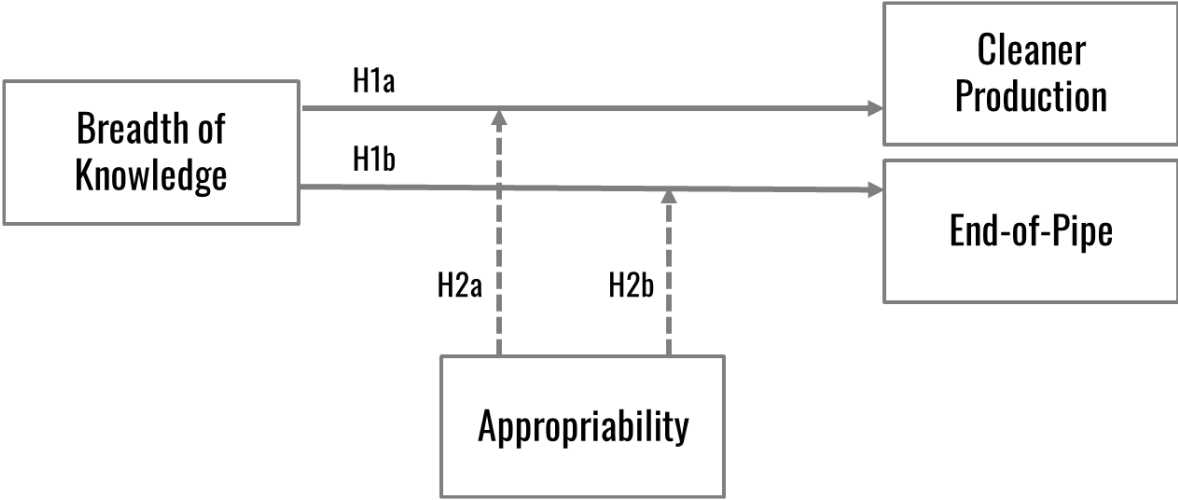 Cleaner
Production
H1a
Breadth of
Knowledge
H1b
End-of-Pipe
H2a
H2b
Appropriability